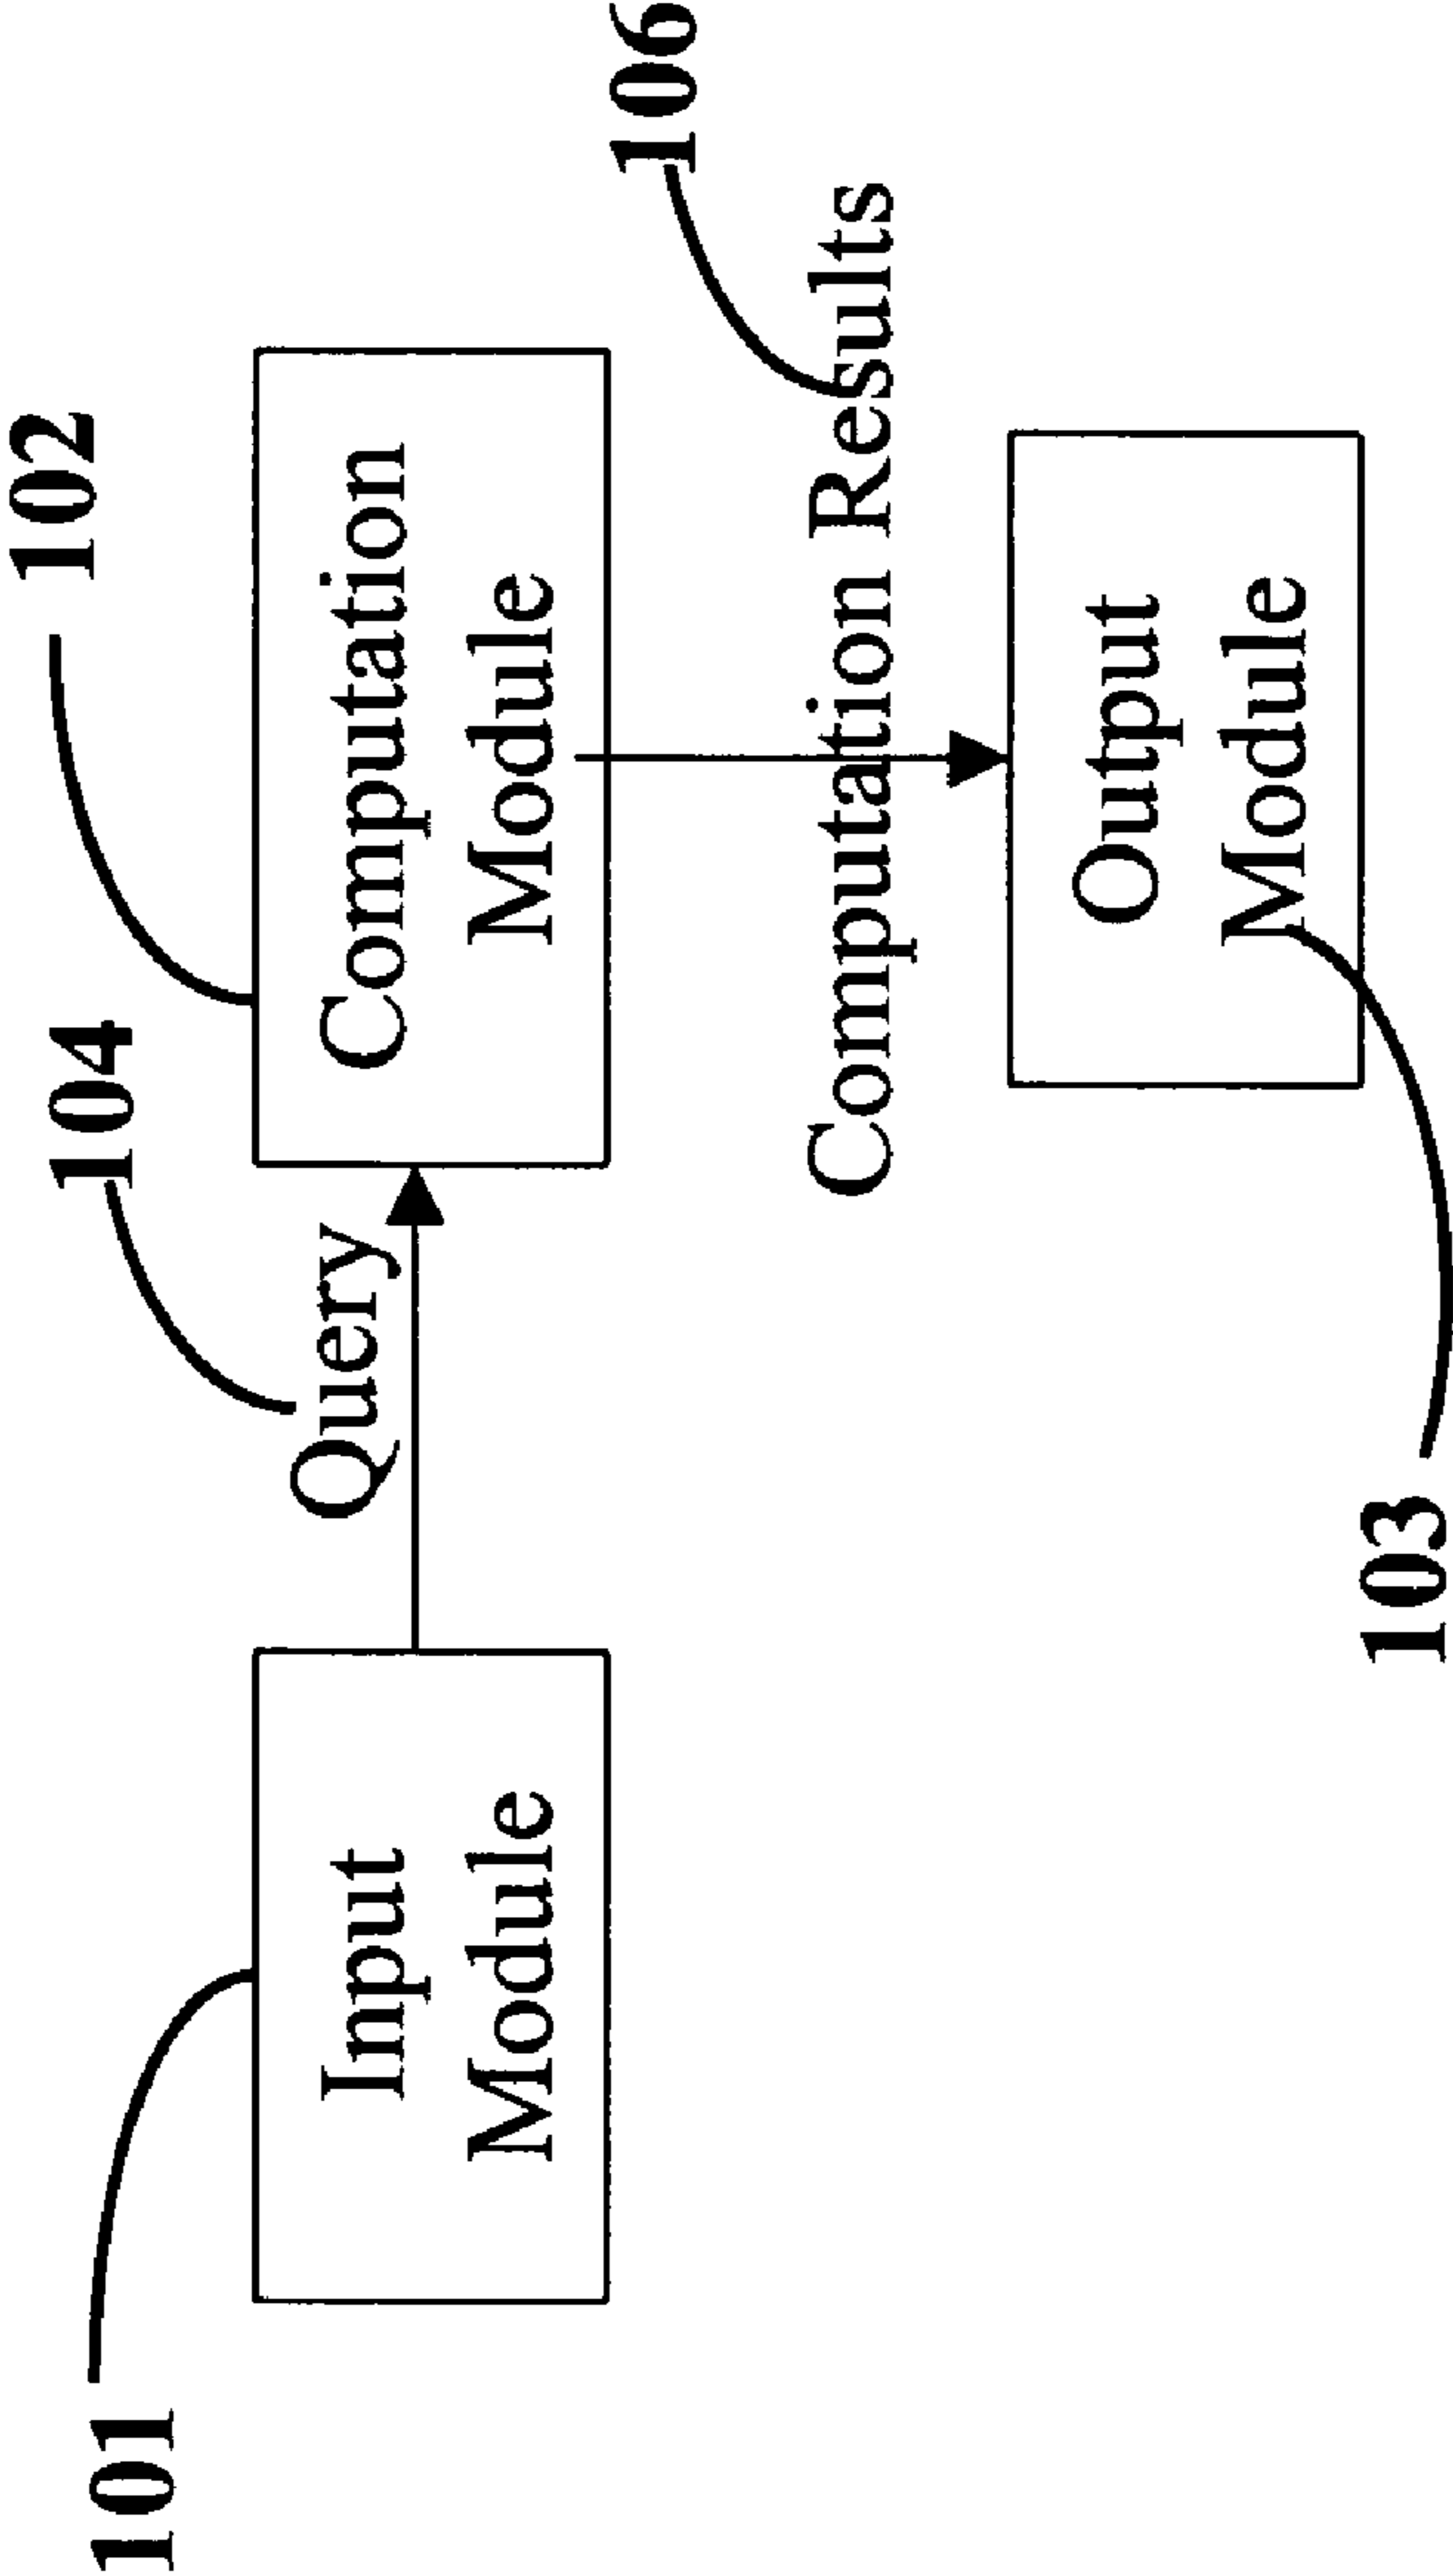 102
104
101
106
Query
Input
Module
Computation
Module
Computation Results
Output
Module
103